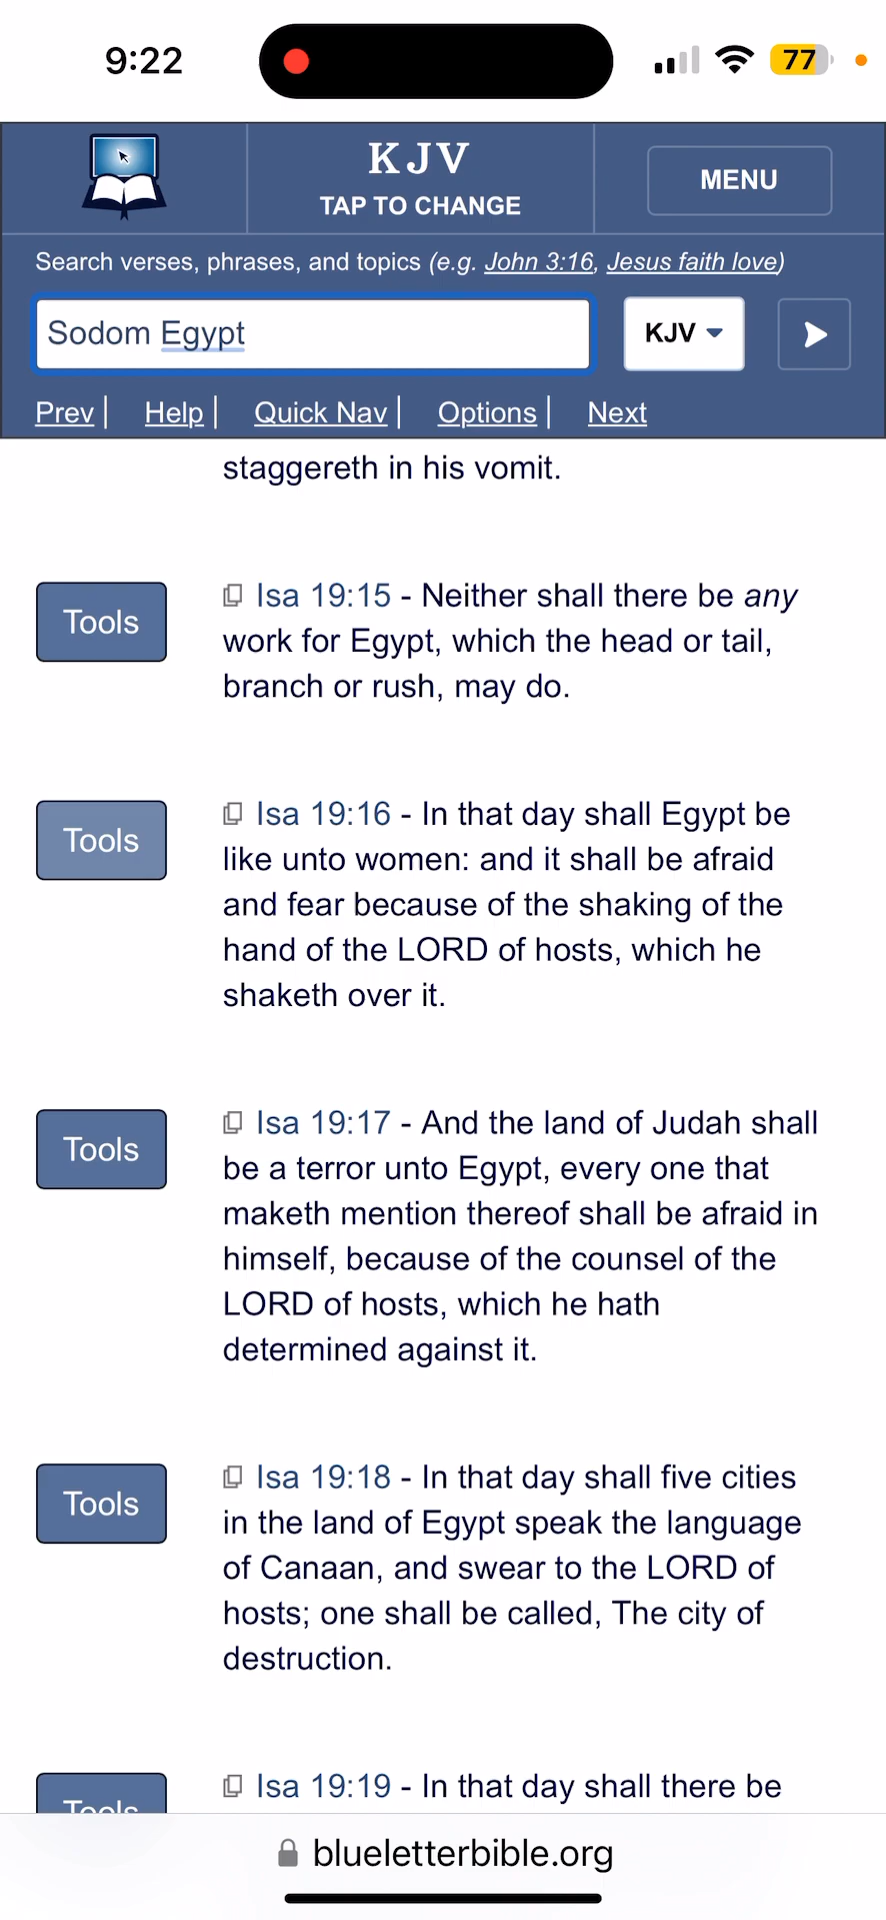 9:22
77
KJV
TAP TO CHANGE
MENU
Search verses, phrases, and topics (e.g. John 3:16, Jesus faith love)
Sodom Egypt
KJV
Prev | Help | Quick Nav | Options | Next
staggereth in his vomit.
Tools
Isa 19:15 - Neither shall there be any
work for Egypt, which the head or tail,
branch or rush, may do.
Tools
Isa 19:16 - In that day shall Egypt be
like unto women: and it shall be afraid
and fear because of the shaking of the
hand of the LORD of hosts, which he
shaketh over it.
Tools
Isa 19:17 - And the land of Judah shall
be a terror unto Egypt, every one that
maketh mention thereof shall be afraid in
himself, because of the counsel of the
LORD of hosts, which he hath
determined against it.
Tools
Isa 19:18 - In that day shall five cities
in the land of Egypt speak the language
of Canaan, and swear to the LORD of
hosts; one shall be called, The city of
destruction.
Tools
Isa 19:19 - In that day shall there be
blueletterbible.org